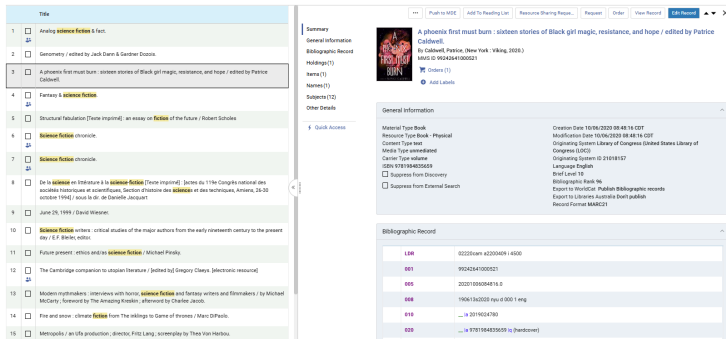 Title
1 Analog science fiction & fact.
2 Genometry / edited by Jack Dann & Gardner Dozois.
3 A phoenix first must burn : sixteen stories of Black girl magic, resistance, and hope / edited by Patrice
Caldwell.
4 Fantasy & science fiction.
5 Structural fabulation [Texte imprimé] : an essay on fiction of the future / Robert Scholes
6 Science fiction chronicle.
7 Science fiction chronicle.
8 De la science en littérature à la science-fiction [Texte imprimé] : [actes du 119e Congrès national des
sociétés historiques et scientifiques, Section d'histoire des sciences et des techniques, Amiens, 26-30
octobre 1994] / sous la dir. de Danielle Jacquart
9 June 29, 1999 / David Wiesner.
10 Science fiction writers : critical studies of the major authors from the early nineteenth century to the present
day / E.F. Bleiler, editor.
11 Future present : ethics and/as science fiction / Michael Pinsky.
12 The Cambridge companion to utopian literature / [edited by] Gregory Claeys. [electronic resource]
13 Modern mythmakers : interviews with horror, science fiction and fantasy writers and filmmakers / by Michael
McCarty ; foreword by The Amazing Kreskin ; afterword by Charlee Jacob.
14 Fire and snow : climate fiction from The inklings to Game of thrones / Marc DiPaolo.
15 Metropolis / an Ufa production ; director, Fritz Lang ; screenplay by Thea Von Harbou.
Summary
General Information
Bibliographic Record
Holdings (1)
Items (1)
Names (1)
Subjects (12)
Other Details
Quick Access
Push to MDE Add To Reading List Resource Sharing Reque... Request Order View Record Edit Record
A PHOENIX FIRST MUST BURN
A phoenix first must burn : sixteen stories of Black girl magic, resistance, and hope / edited by Patrice
Caldwell.
By Caldwell, Patrice, (New York : Viking, 2020.)
MMS ID 99242641000521
Orders (1)
Add Labels
General Information
Material Type Book
Resource Type Book - Physical
Content Type text
Media Type unmediated
Carrier Type volume
ISBN 9781984835659
Suppress from Discovery
Suppress from External Search
Creation Date 10/06/2020 08:48:16 CDT
Modification Date 10/06/2020 08:48:16 CDT
Originating System Library of Congress (United States Library of
Congress (LOC))
Originating System ID 21018157
Language English
Brief Level 10
Bibliographic Rank 96
Export to WorldCat Publish Bibliographic records
Export to Libraries Australia Don't publish
Record Format MARC21
Bibliographic Record
LDR 02220cam a2200409 i 4500
001 99242641000521
005 20201006084816.0
008 190613s2020 nyu d 000 1 eng
010 __ |a 2019024780
020 __ |a 9781984835659 |q (hardcover)